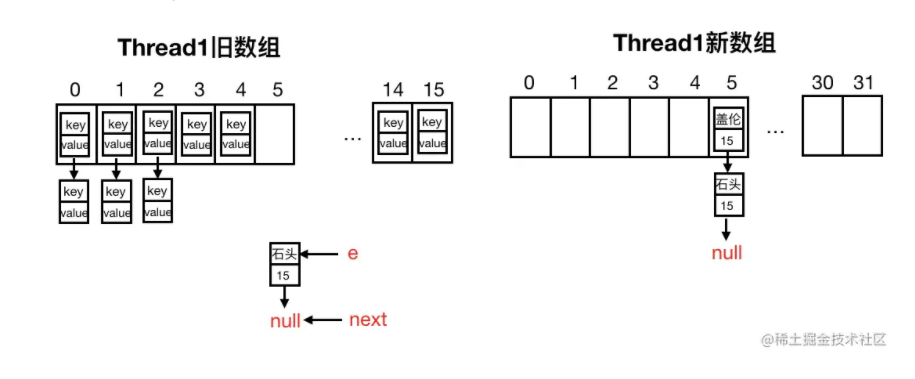 Thread1旧数组
Thread1新数组
0 1 2 3 4 5 14 15
0 1 2 3 4 5 30 31
key key key key key ... key key
value value value value value value value
key key key
value value value
盖伦
15
...
石头
15
null
石头
15
e
null
next
@稀土掘金技术社区